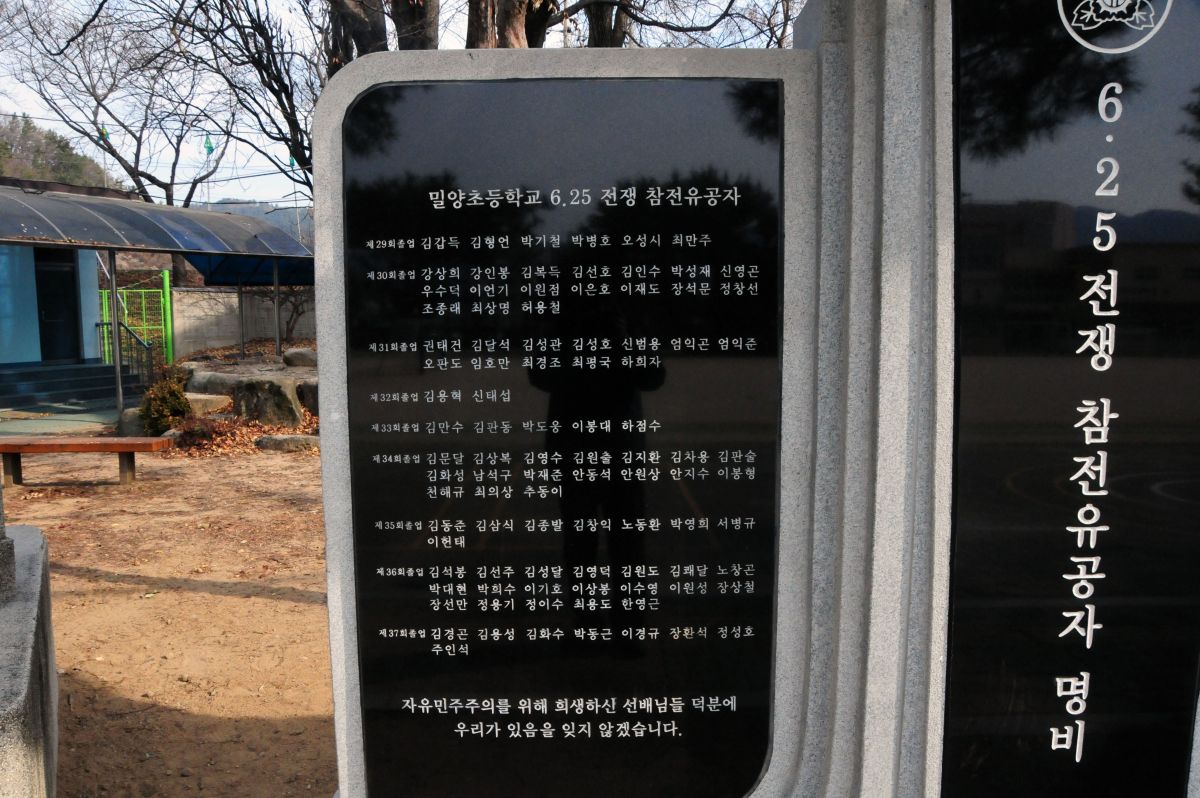 밀양초등학교 6.25 전쟁 참전유공자
제29회졸업 김갑득 김형언 박기철 박병호 오성시 최만주
제30회졸업 강상희 강인봉 김복득 김선호 김인수 박성재 신영곤
우수덕 이언기 이원점 이은호 이재도 장석문 정창선
조종래 최상명 허용철
제31회졸업 권태건 김달석 김성관 김성호 신범용 엄익곤 엄익준
오판도 임호만 최경조 최평국 하희자
제32회졸업 김용혁 신태섭
제33회졸업 김만수 김판동 박도웅 이봉대 하점수
제34회졸업 김문달 김상복 김영수 김원출 김지환 김차용 김판술
김화성 남석구 박재준 안동석 안원상 안지수 이봉형
천해규 최의상 추동이
제35회졸업 김동준 김삼식 김종발 김창익 노동환 박영희 서병규
이헌태
제36회졸업 김석봉 김선주 김성달 김영덕 김원도 김쾌달 노창곤
박대현 박희수 이기호 이상봉 이수영 이원성 장상철
장선만 정용기 정이수 최용도 한영근
제37회졸업 김경곤 김용성 김화수 박동근 이경규 장환석 정성호
주인석
자유민주주의를 위해 희생하신 선배님들 덕분에
우리가 있음을 잊지 않겠습니다.
6·25 전쟁 참전유공자 명비